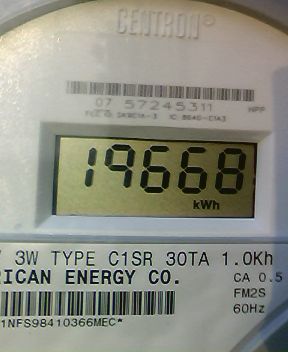 CENTRON®
07 57245311
19668
kWh
3W TYPE C1SR 30TA 1.0Kh
RICAN ENERGY CO.
CA 0.5
FM2S
60Hz
1NFS98410366MEC*